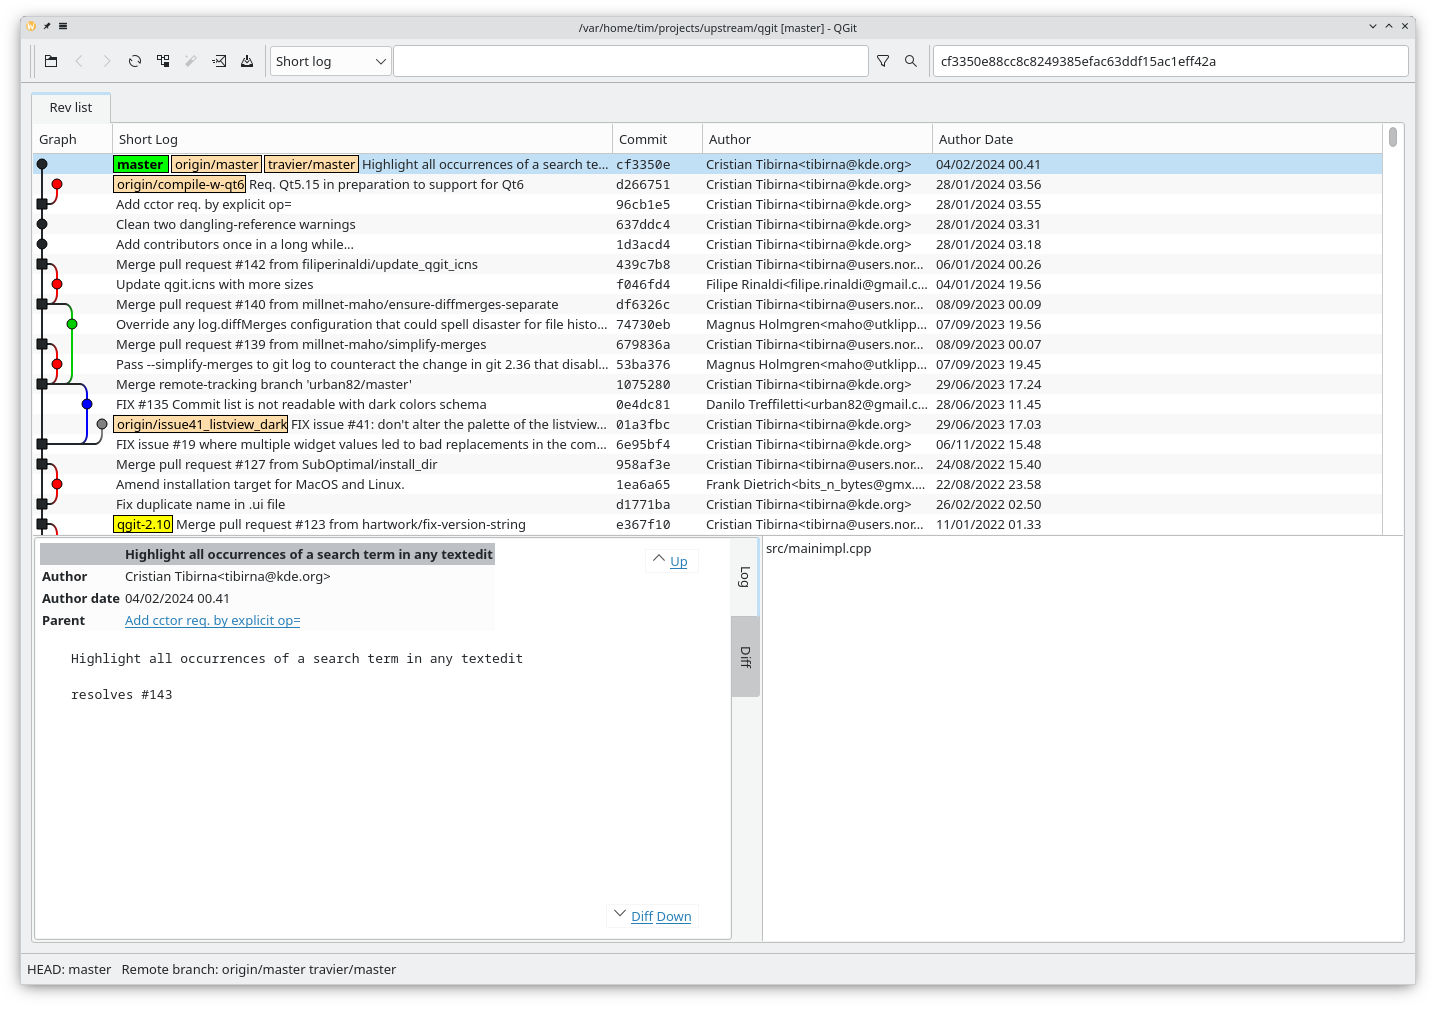 /var/home/tim/projects/upstream/qgit [master] - QGit
Short log
cf3350e88cc8c8249385efac63ddf15ac1eff42a
Rev list
Graph Short Log Commit Author Author Date
master origin/master travier/master Highlight all occurrences of a search te... cf3350e Cristian Tibirna<tibirna@kde.org> 04/02/2024 00.41
origin/compile-w-qt6 Req. Qt5.15 in preparation to support for Qt6 d266751 Cristian Tibirna<tibirna@kde.org> 28/01/2024 03.56
Add cctor req. by explicit op= 96cb1e5 Cristian Tibirna<tibirna@kde.org> 28/01/2024 03.55
Clean two dangling-reference warnings 637ddc4 Cristian Tibirna<tibirna@kde.org> 28/01/2024 03.31
Add contributors once in a long while... 1d3acd4 Cristian Tibirna<tibirna@kde.org> 28/01/2024 03.18
Merge pull request #142 from filiperinaldi/update_qgit_icns 439c7b8 Cristian Tibirna<tibirna@users.nor... 06/01/2024 00.26
Update qgit.icns with more sizes f046fd4 Filipe Rinaldi<filipe.rinaldi@gmail.c... 04/01/2024 19.56
Merge pull request #140 from millnet-maho/ensure-diffmerges-separate df6326c Cristian Tibirna<tibirna@users.nor... 08/09/2023 00.09
Override any log.diffMerges configuration that could spell disaster for file histo... 74730eb Magnus Holmgren<maho@utklipp... 07/09/2023 19.56
Merge pull request #139 from millnet-maho/simplify-merges 679836a Cristian Tibirna<tibirna@users.nor... 08/09/2023 00.07
Pass --simplify-merges to git log to counteract the change in git 2.36 that disabl... 53ba376 Magnus Holmgren<maho@utklipp... 07/09/2023 19.45
Merge remote-tracking branch 'urban82/master' 1075280 Cristian Tibirna<tibirna@kde.org> 29/06/2023 17.24
FIX #135 Commit list is not readable with dark colors schema 0e4dc81 Danilo Treffiletti<urban82@gmail.c... 28/06/2023 11.45
origin/issue41_listview_dark FIX issue #41: don't alter the palette of the listview... 01a3fbc Cristian Tibirna<tibirna@kde.org> 29/06/2023 17.03
FIX issue #19 where multiple widget values led to bad replacements in the com... 6e95bf4 Cristian Tibirna<tibirna@kde.org> 06/11/2022 15.48
Merge pull request #127 from SubOptimal/install_dir 958af3e Cristian Tibirna<tibirna@users.nor... 24/08/2022 15.40
Amend installation target for MacOS and Linux. 1ea6a65 Frank Dietrich<bits_n_bytes@gmx.... 22/08/2022 23.58
Fix duplicate name in .ui file d1771ba Cristian Tibirna<tibirna@kde.org> 26/02/2022 02.50
qgit-2.10 Merge pull request #123 from hartwork/fix-version-string e367f10 Cristian Tibirna<tibirna@users.nor... 11/01/2022 01.33
Highlight all occurrences of a search term in any textedit
Author Cristian Tibirna<tibirna@kde.org>
Author date 04/02/2024 00.41
Parent Add cctor req. by explicit op=
Highlight all occurrences of a search term in any textedit
resolves #143
Up
Diff Down
Log
Diff
src/mainimpl.cpp
HEAD: master Remote branch: origin/master travier/master